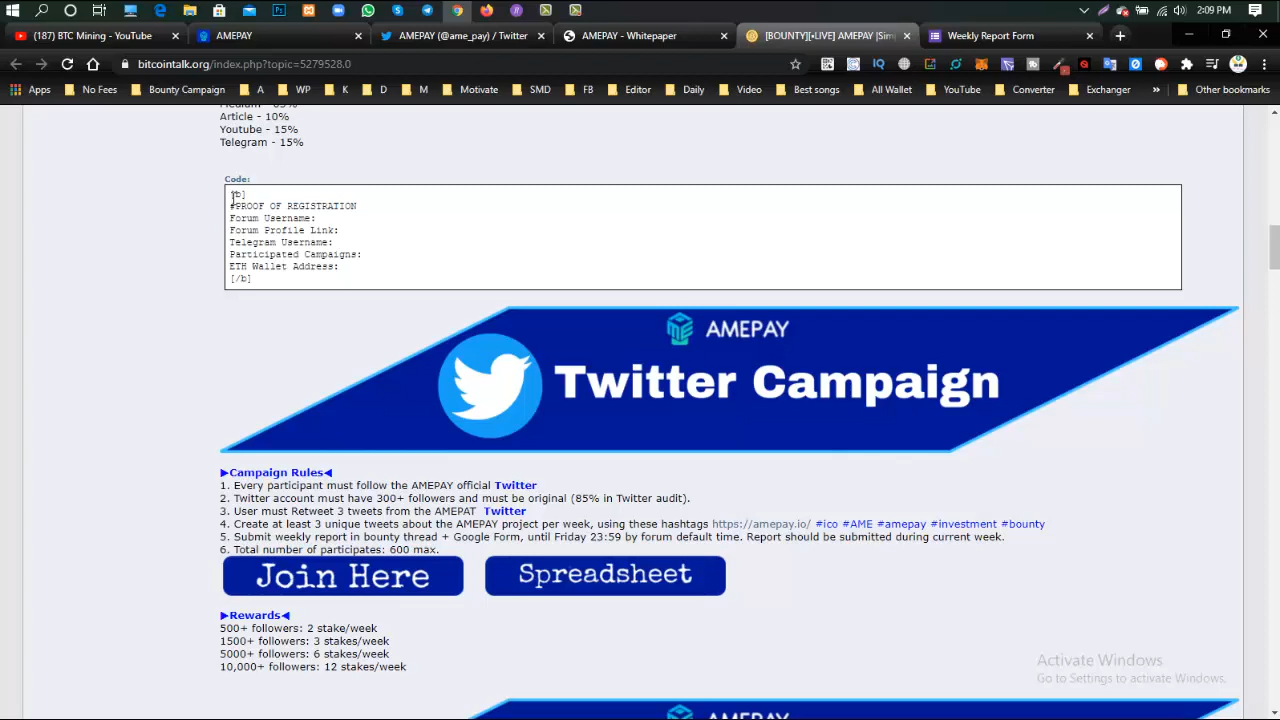 2:09 PM
(187) BTC Mining - YouTube
AMEPAY
AMEPAY (@ame_pay) / Twitter
AMEPAY - Whitepaper
[BOUNTY][•LIVE] AMEPAY |Sim
Weekly Report Form
bitcointalk.org/index.php?topic=5279528.0
IQ
Apps
No Fees
Bounty Campaign
A
WP
K
D
M
Motivate
SMD
FB
Editor
Daily
Video
Best songs
All Wallet
YouTube
Converter
Exchanger
»
Other bookmarks
Article - 10%
Youtube - 15%
Telegram - 15%
Code:
[b]
#PROOF OF REGISTRATION
Forum Username:
Forum Profile Link:
Telegram Username:
Participated Campaigns:
ETH Wallet Address:
[/b]
AMEPAY
Twitter Campaign
▶Campaign Rules◀
1. Every participant must follow the AMEPAY official Twitter
2. Twitter account must have 300+ followers and must be original (85% in Twitter audit).
3. User must Retweet 3 tweets from the AMEPAT Twitter
4. Create at least 3 unique tweets about the AMEPAY project per week, using these hashtags https://amepay.io/ #ico #AME #amepay #investment #bounty
5. Submit weekly report in bounty thread + Google Form, until Friday 23:59 by forum default time. Report should be submitted during current week.
6. Total number of participates: 600 max.
Join Here
Spreadsheet
▶Rewards◀
500+ followers: 2 stake/week
1500+ followers: 3 stakes/week
5000+ followers: 6 stakes/week
10,000+ followers: 12 stakes/week
Activate Windows
Go to Settings to activate Windows.
AMEPAY